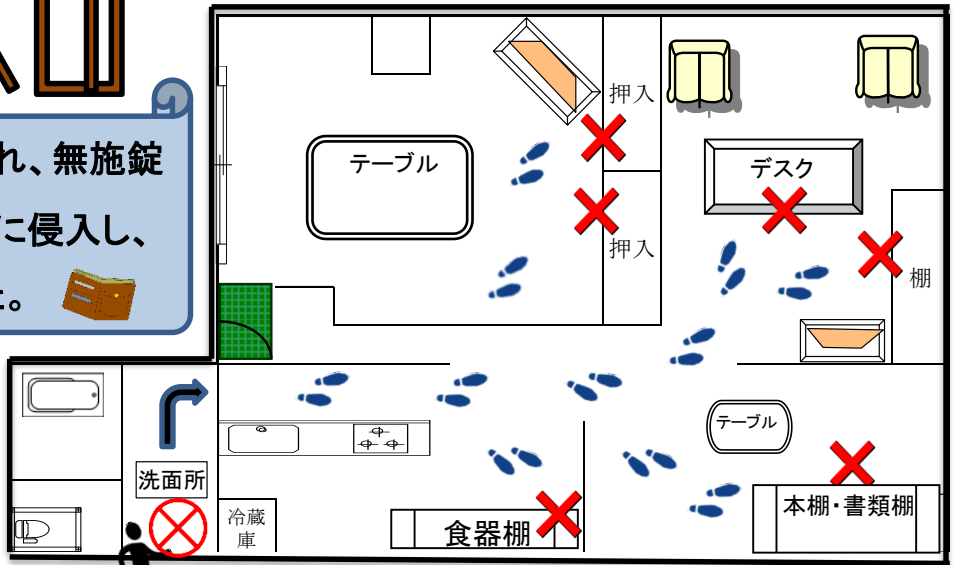 れ、無施錠
に侵入し、
。
押入
テーブル
デスク
押入
棚
テーブル
洗面所
本棚・書類棚
冷蔵
庫
食器棚